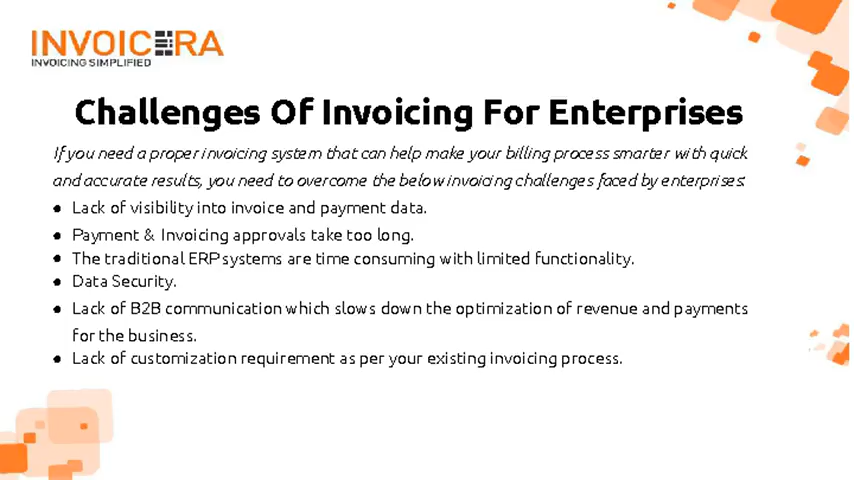 INVOICERA
INVOICING SIMPLIFIED
Challenges Of Invoicing For Enterprises
If you need a proper invoicing system that can help make your billing process smarter with quick
and accurate results, you need to overcome the below invoicing challenges faced by enterprises:
● Lack of visibility into invoice and payment data.
● Payment & Invoicing approvals take too long.
● The traditional ERP systems are time consuming with limited functionality.
● Data Security.
● Lack of B2B communication which slows down the optimization of revenue and payments
for the business.
● Lack of customization requirement as per your existing invoicing process.